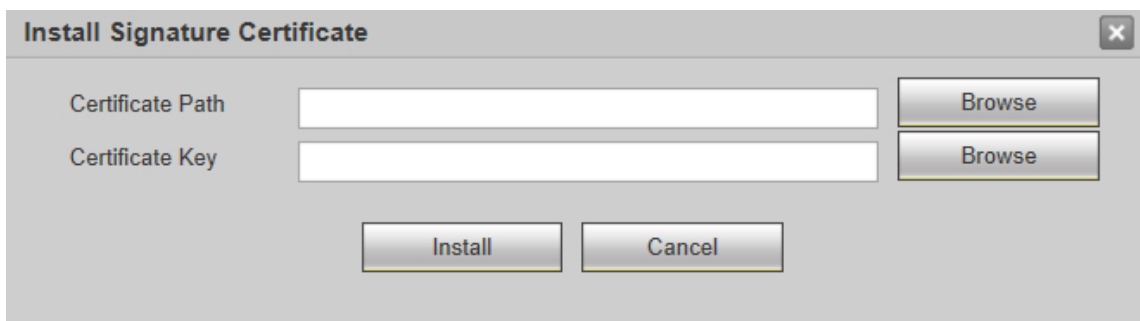 Install Signature Certificate
Certificate Path Browse
Certificate Key Browse
Install Cancel